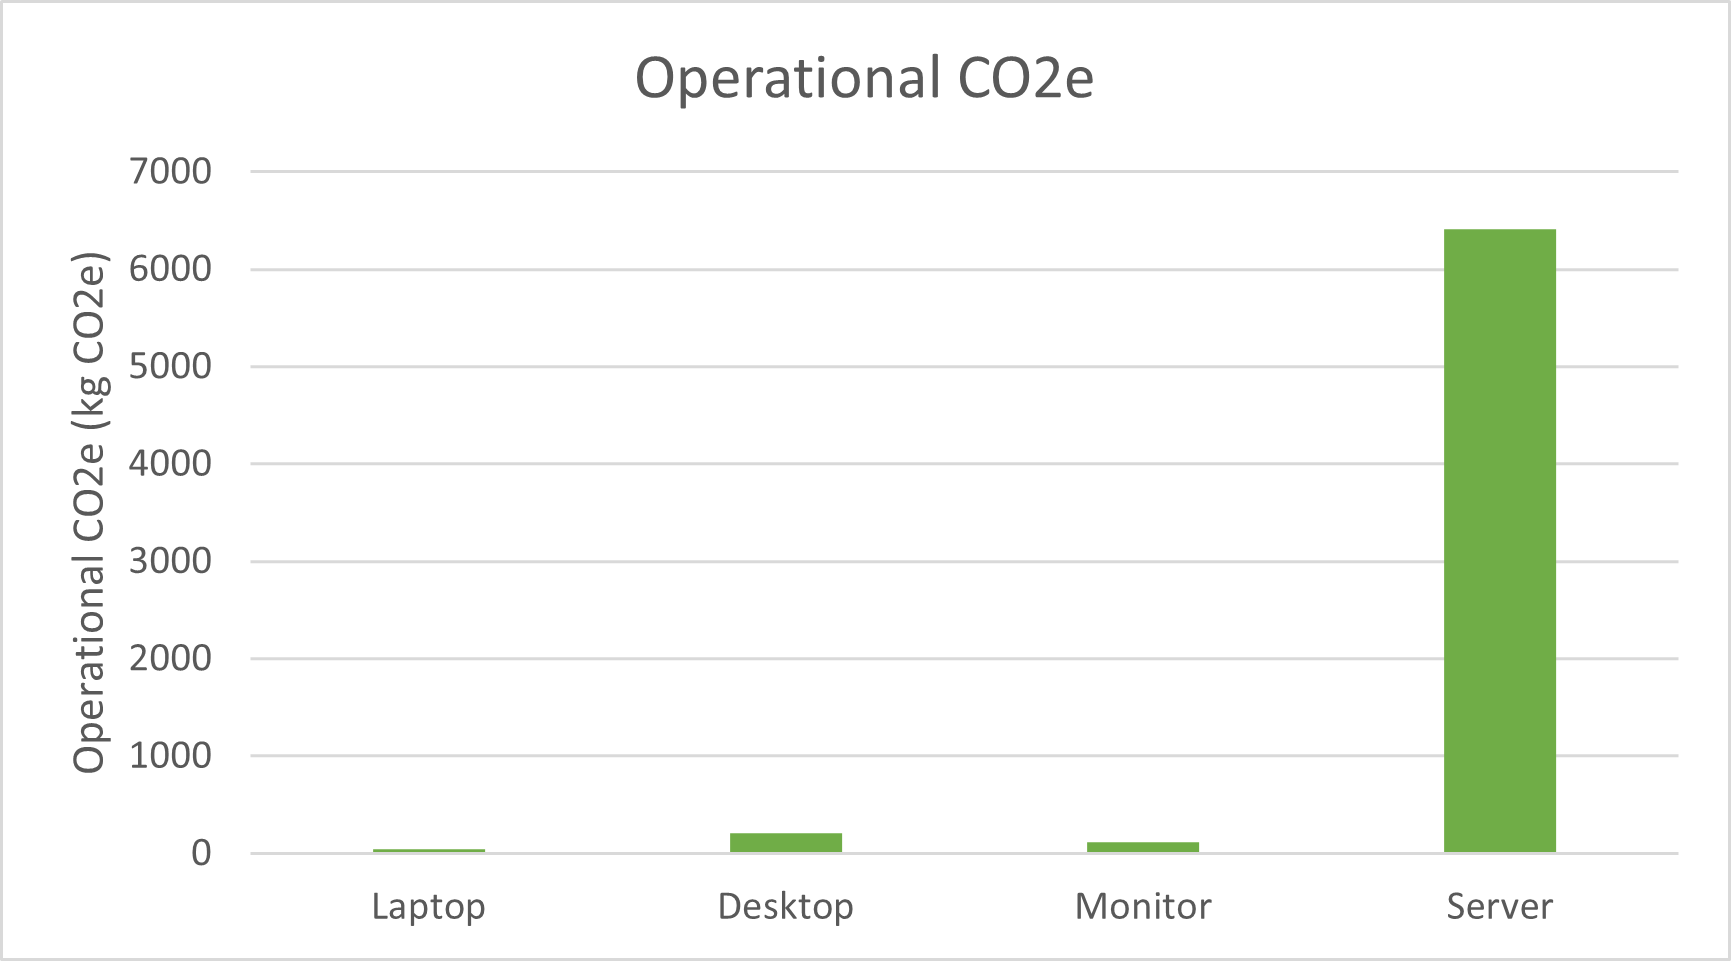 Operational CO2e
Operational CO2e (kg CO2e)
7000
6000
5000
4000
3000
2000
1000
0
Laptop Desktop Monitor Server